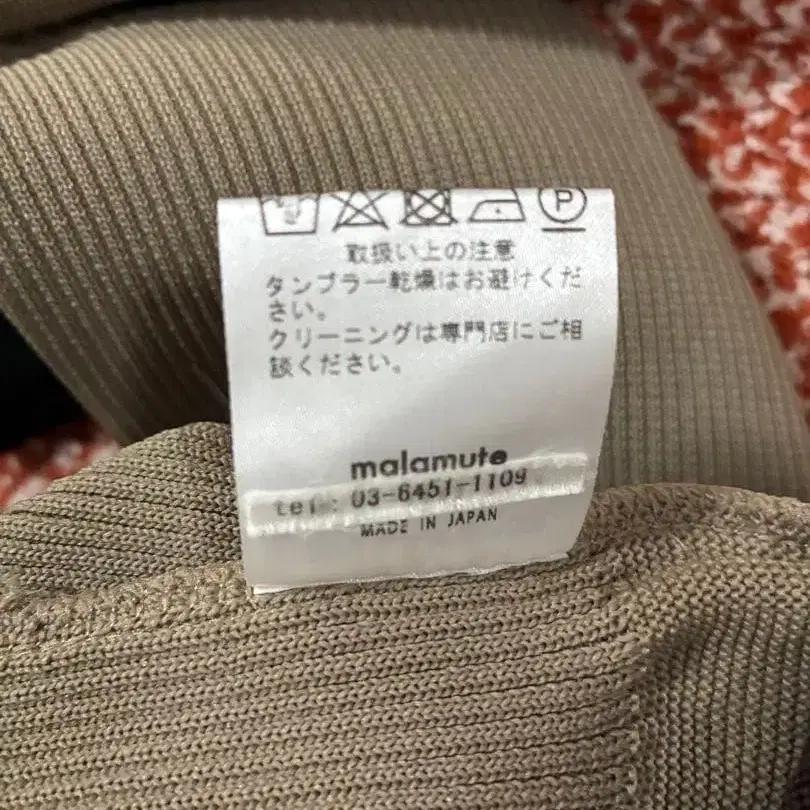 P
取扱い上の注意
タンブラー乾燥はお避けくだ
さい。
クリーニングは専門店にご相
談ください。
malamute
tel : 03-6451-1109
MADE IN JAPAN